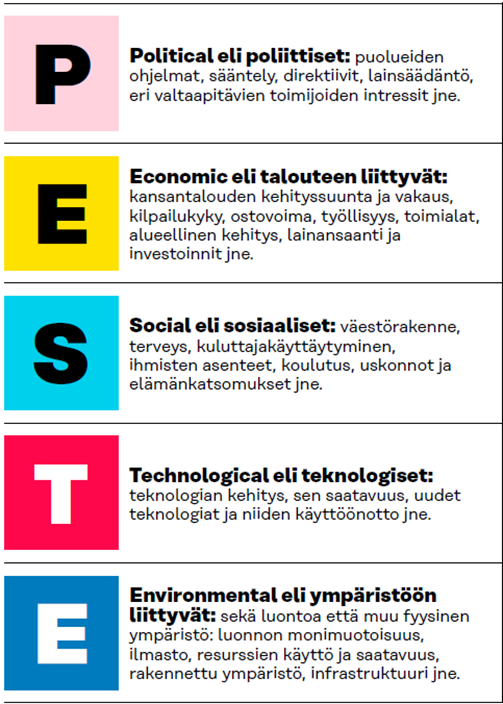 P
Political eli poliittiset: puolueiden
ohjelmat, sääntely, direktiivit, lainsäädäntö,
eri valtaapitävien toimijoiden intressit jne.
E
Economic eli talouteen liittyvät:
kansantalouden kehityssuunta ja vakaus,
kilpailukyky, ostovoima, työllisyys, toimialat,
alueellinen kehitys, lainansaanti ja
investoinnit jne.
S
Social eli sosiaaliset: väestörakenne,
terveys, kuluttajakäyttäytyminen,
ihmisten asenteet, koulutus, uskonnot ja
elämänkatsomukset jne.
T
Technological eli teknologiset:
teknologian kehitys, sen saatavuus, uudet
teknologiat ja niiden käyttöönotto jne.
E
Environmental eli ympäristöön
liittyvät: sekä luontoa että muu fyysinen
ympäristö: luonnon monimuotoisuus,
ilmasto, resurssien käyttö ja saatavuus,
rakennettu ympäristö, infrastruktuuri jne.